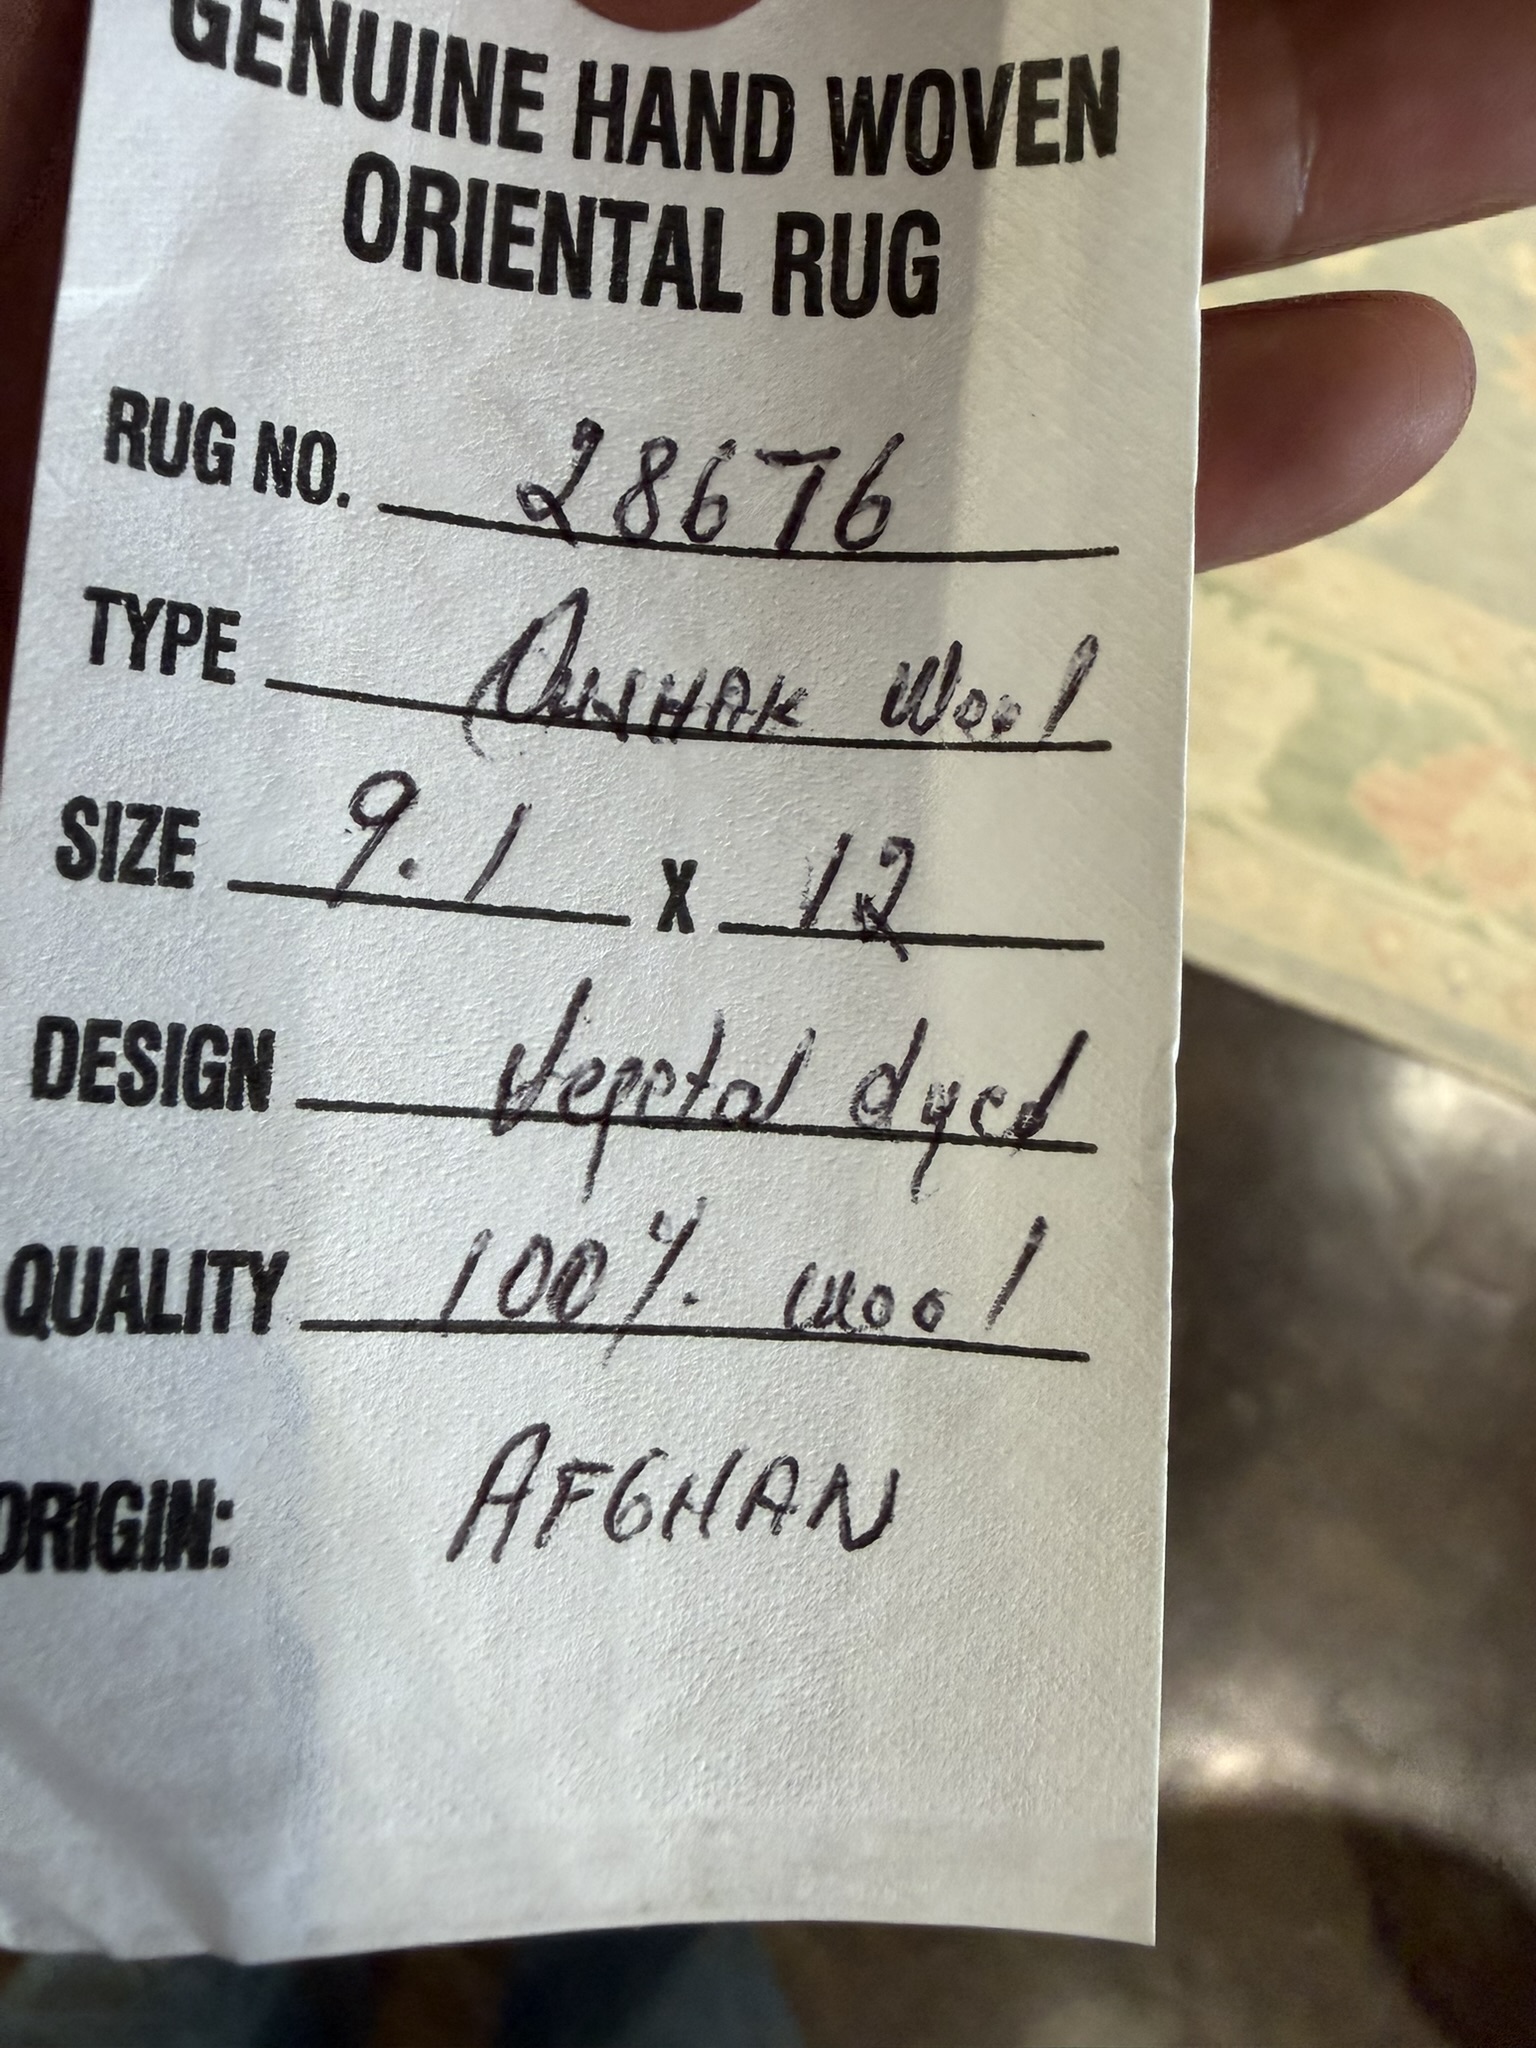 GENUINE HAND WOVEN
ORIENTAL RUG
RUG NO. 28676
TYPE Oushak Wool
SIZE 9.1 X 12
DESIGN Vegetal dyed
QUALITY 100% wool
ORIGIN: AFGHAN